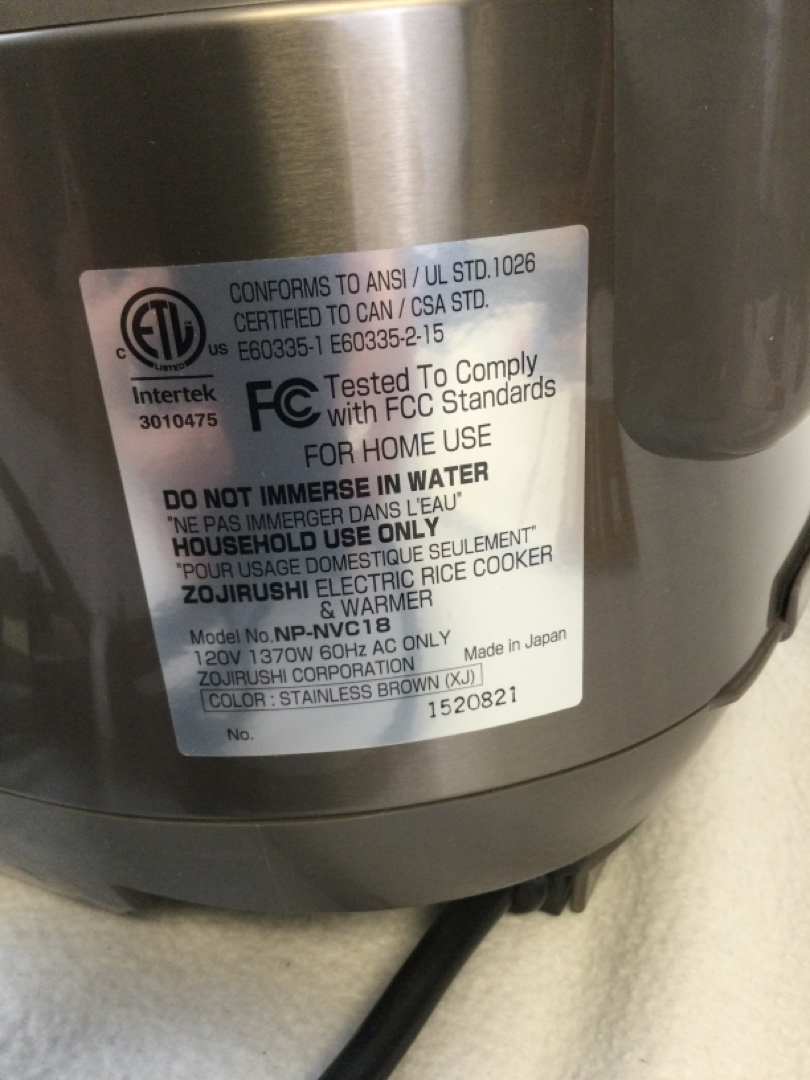 CONFORMS TO ANSI / UL STD.1026
CERTIFIED TO CAN / CSA STD.
E60335-1 E60335-2-15
C ETL US
LISTED
Intertek
3010475
FC Tested To Comply
with FCC Standards
FOR HOME USE
DO NOT IMMERSE IN WATER
"NE PAS IMMERGER DANS L'EAU"
HOUSEHOLD USE ONLY
"POUR USAGE DOMESTIQUE SEULEMENT"
ZOJIRUSHI ELECTRIC RICE COOKER
& WARMER
Model No.NP-NVC18
120V 1370W 60Hz AC ONLY
ZOJIRUSHI CORPORATION Made in Japan
COLOR : STAINLESS BROWN (XJ)
No. 1520821